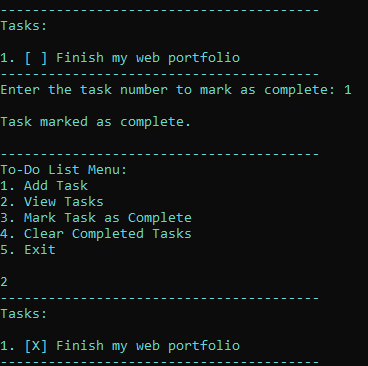 ----------------------------------------
Tasks:
1. [ ] Finish my web portfolio
----------------------------------------
Enter the task number to mark as complete: 1
Task marked as complete.
----------------------------------------
To-Do List Menu:
1. Add Task
2. View Tasks
3. Mark Task as Complete
4. Clear Completed Tasks
5. Exit
2
----------------------------------------
Tasks:
1. [X] Finish my web portfolio
----------------------------------------